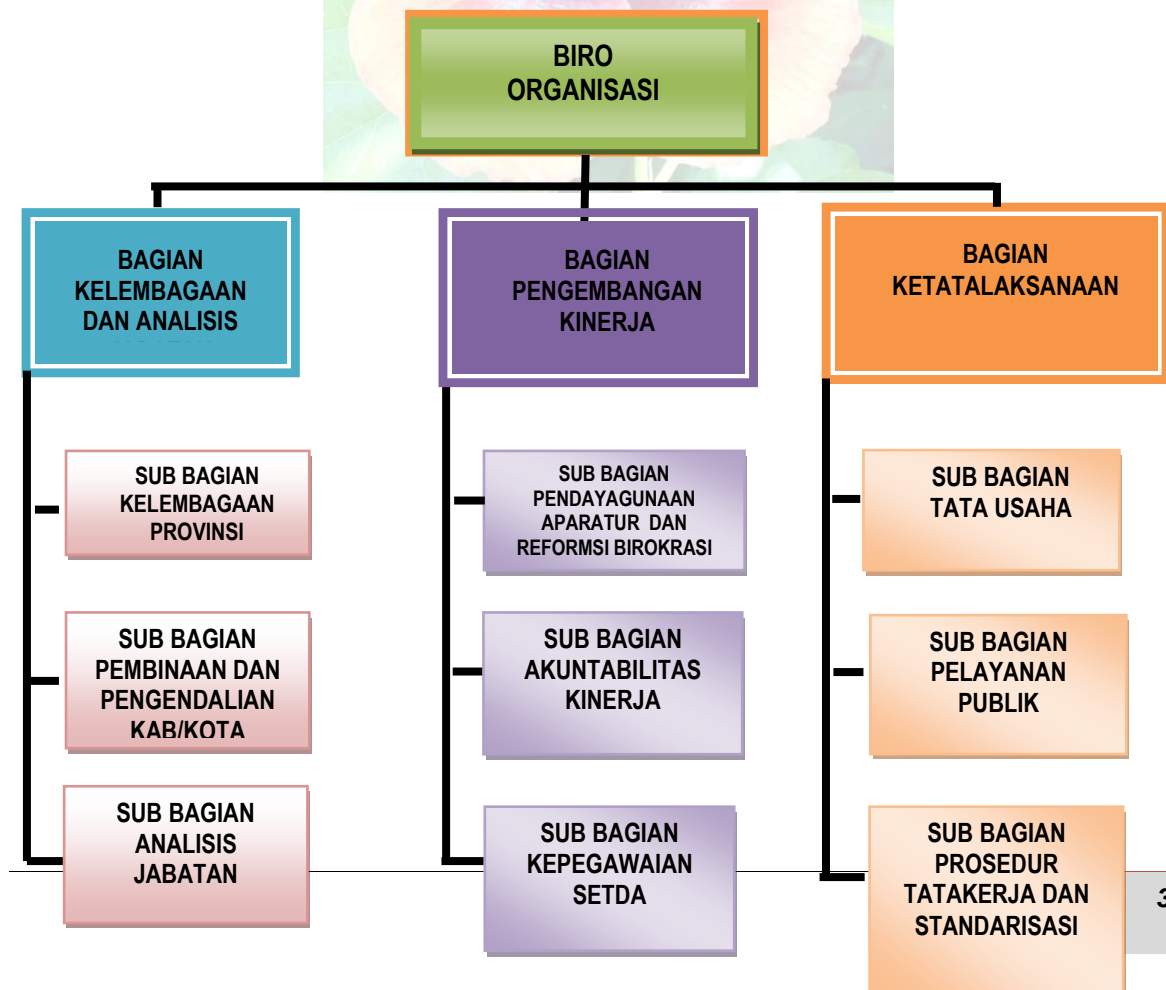 BIRO
ORGANISASI
BAGIAN
KELEMBAGAAN
DAN ANALISIS
BAGIAN
PENGEMBANGAN
KINERJA
BAGIAN
KETATALAKSANAAN
SUB BAGIAN
KELEMBAGAAN
PROVINSI
SUB BAGIAN
PEMBINAAN DAN
PENGENDALIAN
KAB/KOTA
SUB BAGIAN
ANALISIS
JABATAN
SUB BAGIAN
PENDAYAGUNAAN
APARATUR DAN
REFORMSI BIROKRASI
SUB BAGIAN
AKUNTABILITAS
KINERJA
SUB BAGIAN
KEPEGAWAIAN
SETDA
SUB BAGIAN
TATA USAHA
SUB BAGIAN
PELAYANAN
PUBLIK
SUB BAGIAN
PROSEDUR
TATAKERJA DAN
STANDARISASI
3